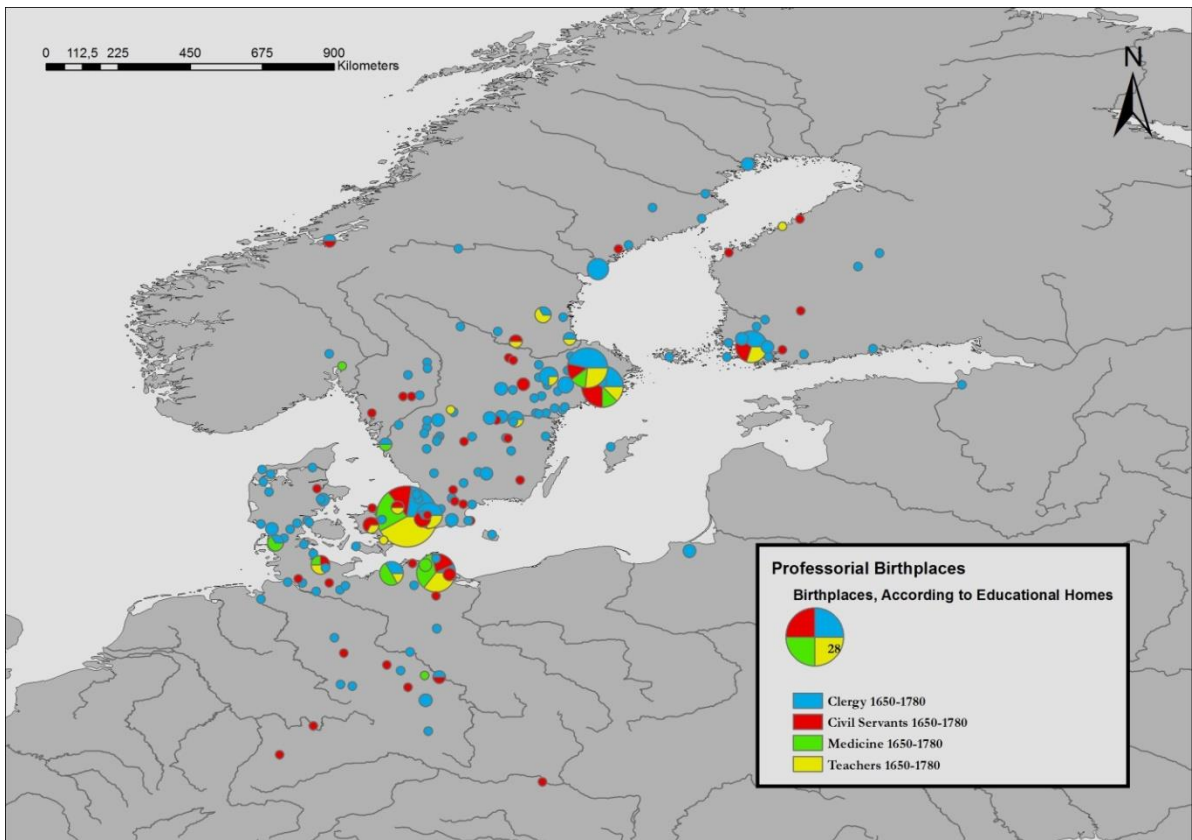 0 112,5 225 450 675 900
Kilometers
N
Professorial Birthplaces
Birthplaces, According to Educational Homes
28
Clergy 1650-1780
Civil Servants 1650-1780
Medicine 1650-1780
Teachers 1650-1780